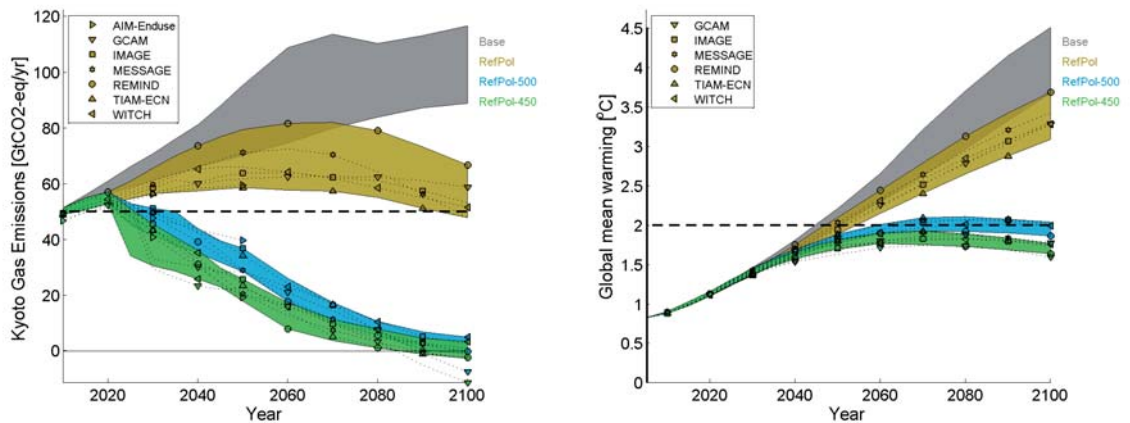 Kyoto Gas Emissions [GtCO2-eq/yr]
120
100
80
60
40
20
0
AIM-Enduse
GCAM
IMAGE
MESSAGE
REMIND
TIAM-ECN
WITCH
Base
RefPol
RefPol-500
RefPol-450
2020 2040 2060 2080 2100
Year
Global mean warming [°C]
4.5
4
3.5
3
2.5
2
1.5
1
0.5
0
GCAM
IMAGE
MESSAGE
REMIND
TIAM-ECN
WITCH
Base
RefPol
RefPol-500
RefPol-450
2020 2040 2060 2080 2100
Year